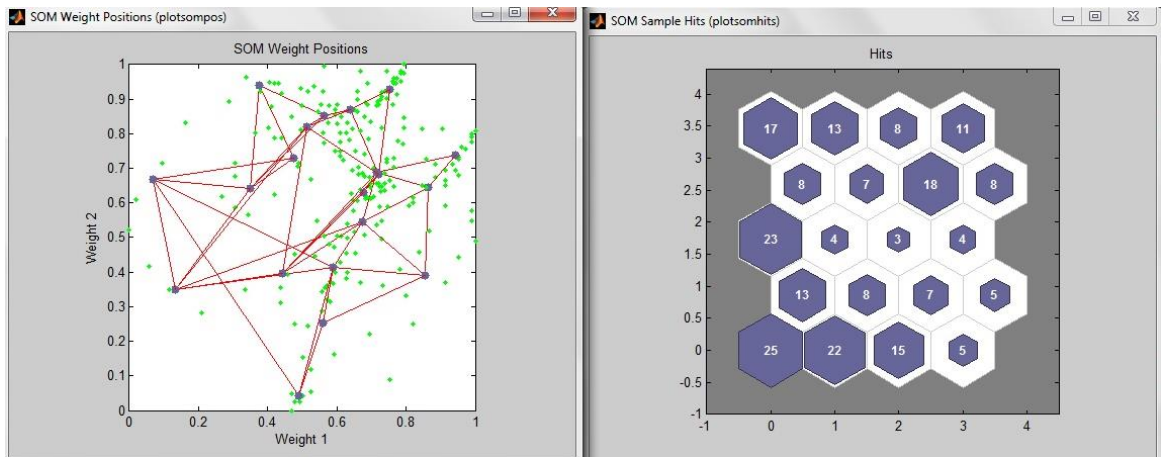 SOM Weight Positions (plotsompos)
SOM Weight Positions
1
0.9
0.8
0.7
0.6
0.5
0.4
0.3
0.2
0.1
0
Weight 2
0 0.2 0.4 0.6 0.8 1
Weight 1
SOM Sample Hits (plotsomhits)
Hits
4
3.5
3
2.5
2
1.5
1
0.5
0
-0.5
-1
17 13 8 11
8 7 18 8
23 4 3 4
13 8 7 5
25 22 15 5
-1 0 1 2 3 4